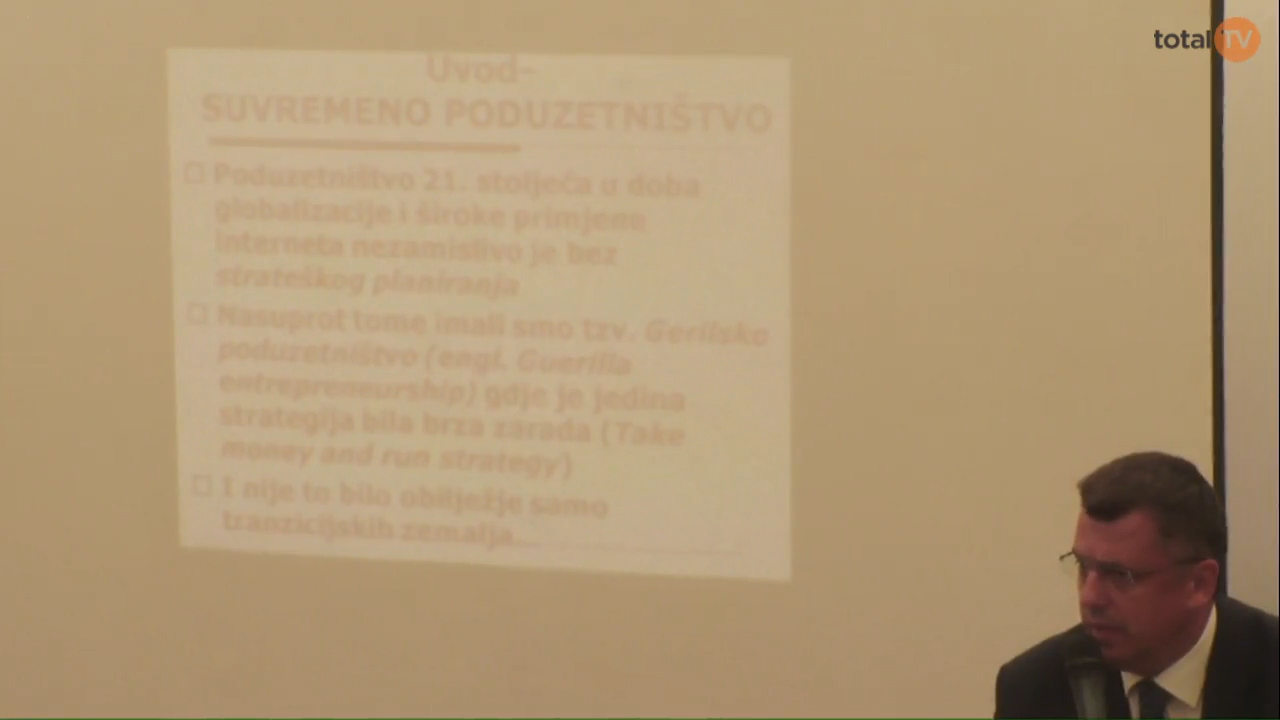 total TV
Uvod-
SUVREMENO PODUZETNIŠTVO
Poduzetništvo 21. stoljeća u doba
globalizacije i široke primjene
interneta nezamislivo je bez
strateškog planiranja
Nasuprot tome imali smo tzv. Gerilsko
poduzetništvo (engl. Guerilla
entrepreneurship) gdje je jedina
strategija bila brza zarada (Take
money and run strategy)
I nije to bilo obilježje samo
tranzicijskih zemalja...